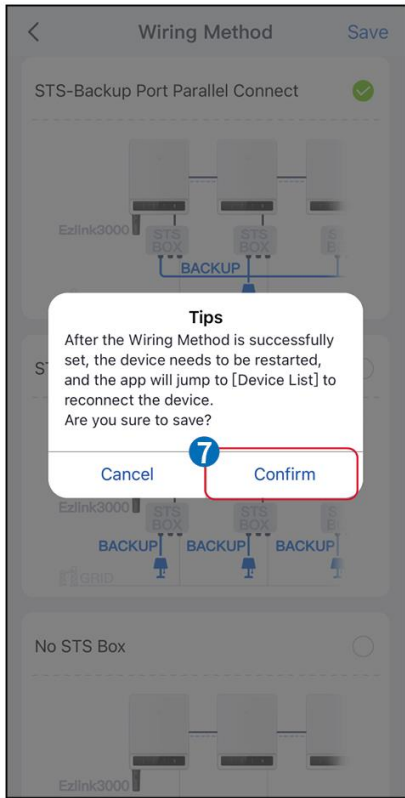 Wiring Method
Save
STS-Backup Port Parallel Connect
Ezlink3000
STS
BOX
STS
BOX
BACKUP
Tips
After the Wiring Method is successfully
set, the device needs to be restarted,
and the app will jump to [Device List] to
reconnect the device.
Are you sure to save?
7
Cancel
Confirm
Ezlink3000
STS
BOX
STS
BOX
BACKUP
BACKUP
BACKUP
GRID
No STS Box
Ezlink3000